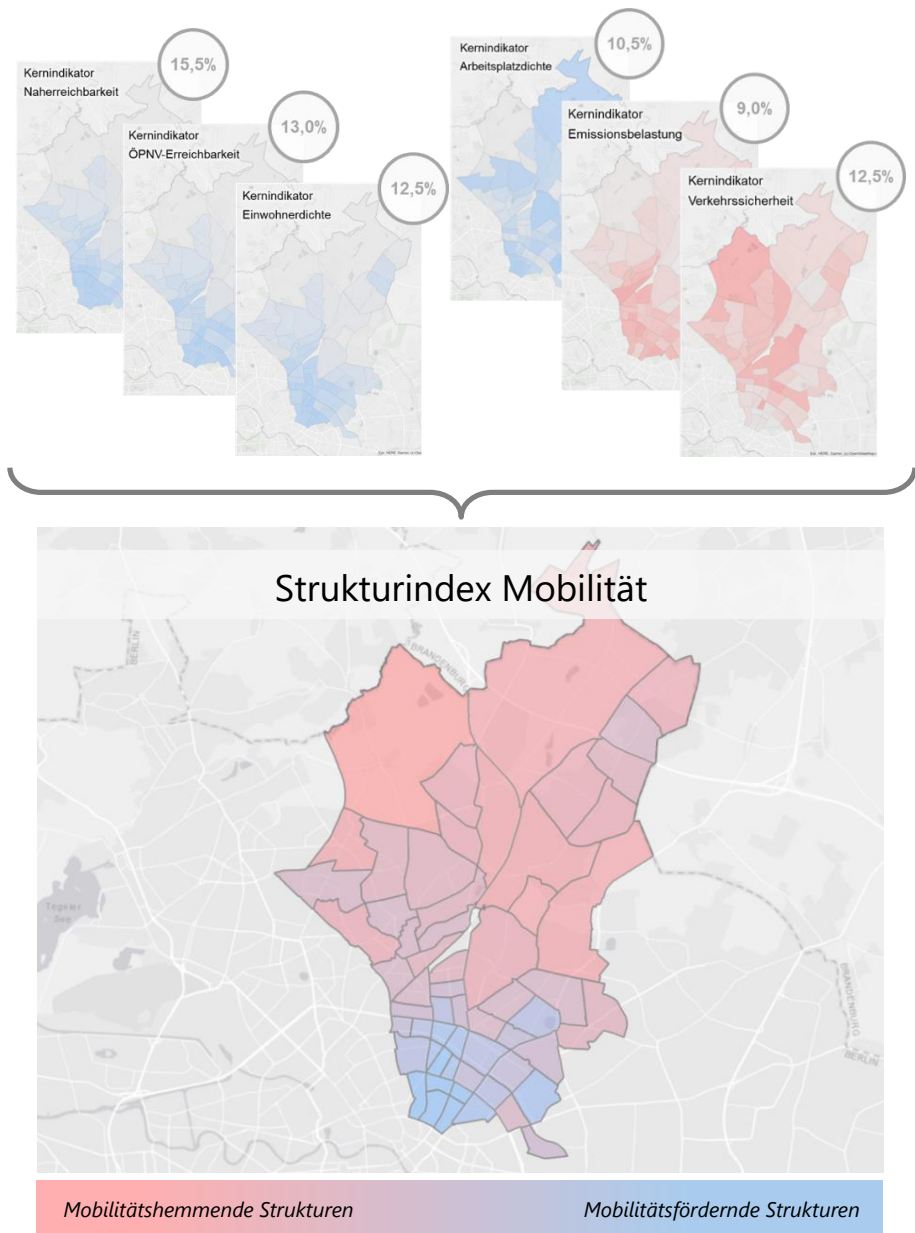 15,5%
Kernindikator
Naherreichbarkeit
13,0%
Kernindikator
ÖPNV-Erreichbarkeit
12,5%
Kernindikator
Einwohnerdichte
10,5%
Kernindikator
Arbeitsplatzdichte
9,0%
Kernindikator
Emissionsbelastung
12,5%
Kernindikator
Verkehrssicherheit
Strukturindex Mobilität
BERLIN
BRANDENBURG
Tegeler
See
BRANDENBURG
BERLIN
Mobilitätshemmende Strukturen
Mobilitätsfördernde Strukturen